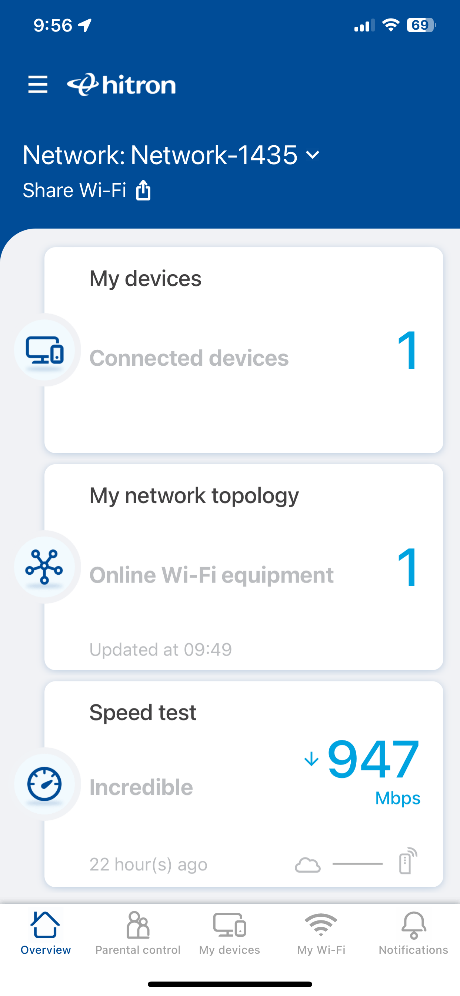 9:56
69
hitron
Network: Network-1435
Share Wi-Fi
My devices
Connected devices
1
My network topology
Online Wi-Fi equipment
1
Updated at 09:49
Speed test
947
Incredible
Mbps
22 hour(s) ago
Overview
Parental control
My devices
My Wi-Fi
Notifications